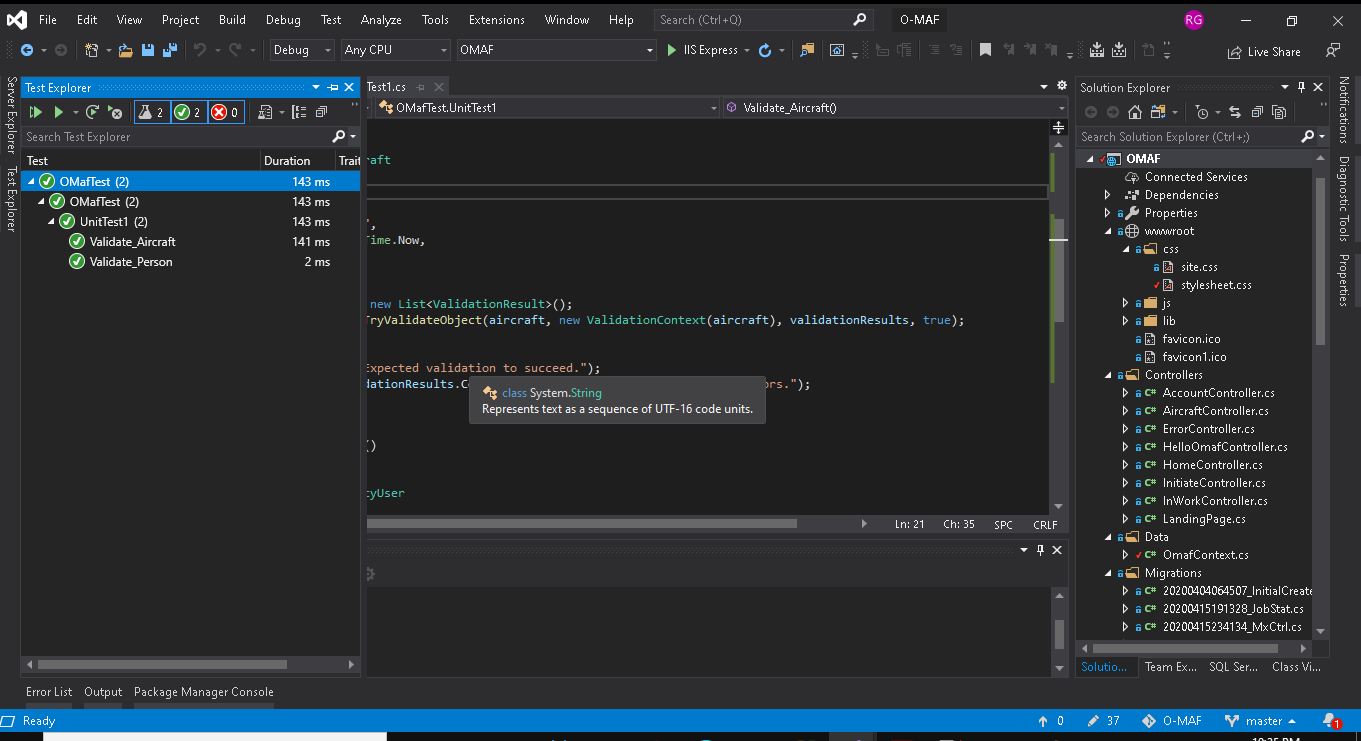 File Edit View Project Build Debug Test Analyze Tools Extensions Window Help Search (Ctrl+Q) O-MAF RG
Debug Any CPU OMAF IIS Express Live Share
Server Explorer
Test Explorer
Test Explorer
2 2 0
Search Test Explorer
Test Duration Trait
OMafTest (2) 143 ms
OMafTest (2) 143 ms
UnitTest1 (2) 143 ms
Validate_Aircraft 141 ms
Validate_Person 2 ms
Test1.cs
OMafTest.UnitTest1 Validate_Aircraft()
raft
",
Time.Now,
new List<ValidationResult>();
TryValidateObject(aircraft, new ValidationContext(aircraft), validationResults, true);
Expected validation to succeed.");
dationResults.Co ors.");
class System.String
Represents text as a sequence of UTF-16 code units.
()
tyUser
Ln: 21 Ch: 35 SPC CRLF
Solution Explorer
Search Solution Explorer (Ctrl+;)
OMAF
Connected Services
Dependencies
Properties
wwwroot
css
site.css
stylesheet.css
js
lib
favicon.ico
favicon1.ico
Controllers
AccountController.cs
AircraftController.cs
ErrorController.cs
HelloOmafController.cs
HomeController.cs
InitiateController.cs
InWorkController.cs
LandingPage.cs
Data
OmafContext.cs
Migrations
20200404064507_InitialCreate
20200415191328_JobStat.cs
20200415234134_MxCtrl.cs
Solutio... Team Ex... SQL Ser... Class Vi...
Notifications
Diagnostic Tools
Properties
Error List Output Package Manager Console
Ready 0 37 O-MAF master 1